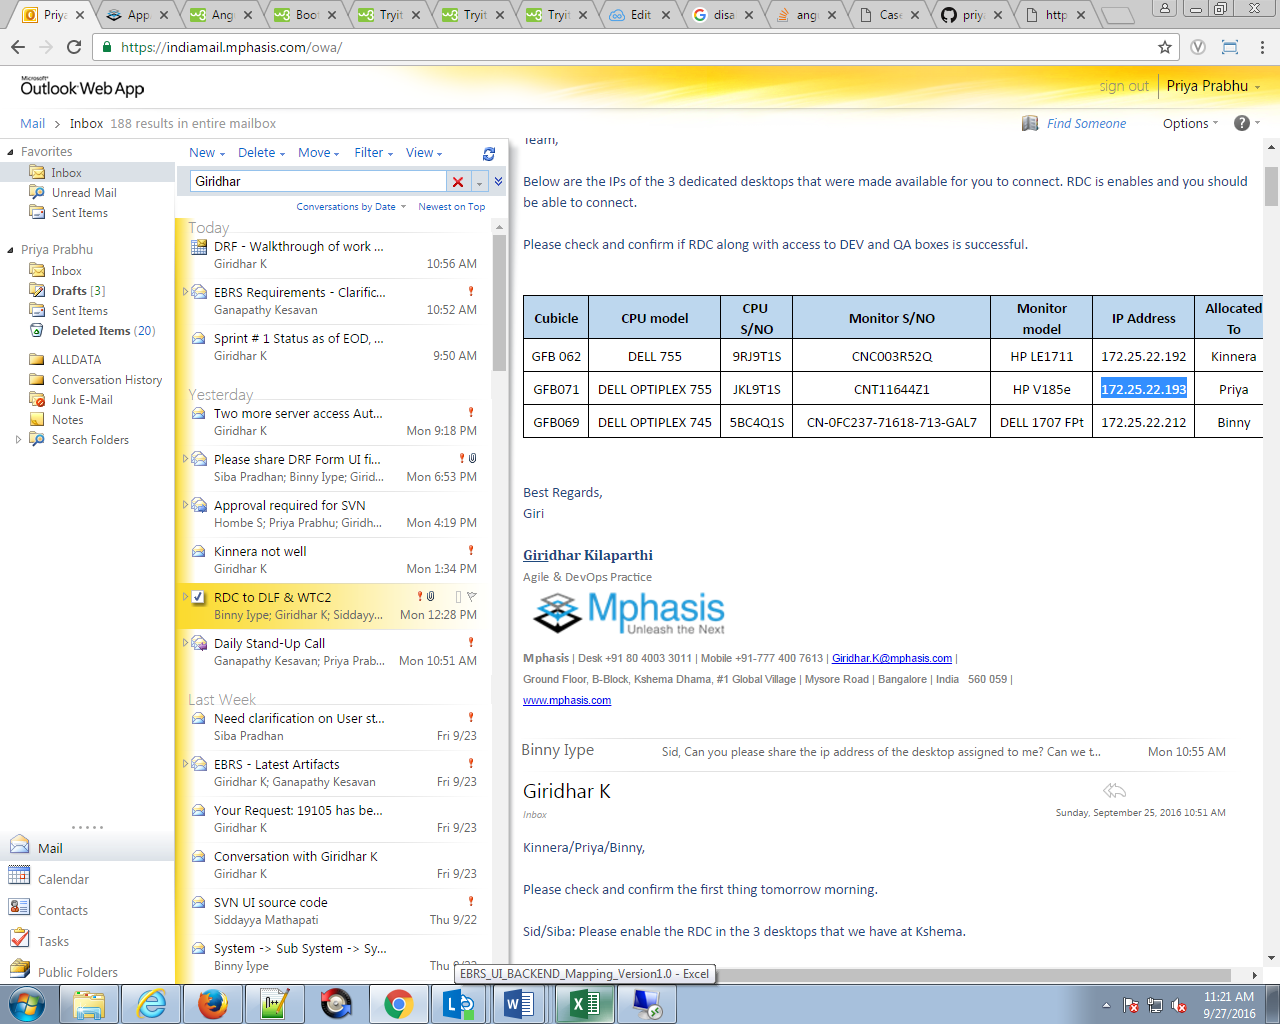 Priya
App
Angu
Boot
Tryit
Tryit
Tryit
Edit
disa
angu
Case
priy
http
https://indiamail.mphasis.com/owa/
Microsoft®
Outlook Web App
sign out
Priya Prabhu
Mail > Inbox 188 results in entire mailbox
Find Someone
Options
Favorites
Inbox
Unread Mail
Sent Items
Priya Prabhu
Inbox
Drafts [3]
Sent Items
Deleted Items (20)
ALLDATA
Conversation History
Junk E-Mail
Notes
Search Folders
Mail
Calendar
Contacts
Tasks
Public Folders
New Delete Move Filter View
Giridhar
Conversations by Date Newest on Top
Today
DRF - Walkthrough of work ...
Giridhar K 10:56 AM
EBRS Requirements - Clarific...
Ganapathy Kesavan 10:52 AM
Sprint # 1 Status as of EOD, ...
Giridhar K 9:50 AM
Yesterday
Two more server access Aut...
Giridhar K Mon 9:18 PM
Please share DRF Form UI fi...
Siba Pradhan; Binny Iype; Girid... Mon 6:53 PM
Approval required for SVN
Hombe S; Priya Prabhu; Giridh... Mon 4:19 PM
Kinnera not well
Giridhar K Mon 1:34 PM
RDC to DLF & WTC2
Binny Iype; Giridhar K; Siddayy... Mon 12:28 PM
Daily Stand-Up Call
Ganapathy Kesavan; Priya Prab... Mon 10:51 AM
Last Week
Need clarification on User st...
Siba Pradhan Fri 9/23
EBRS - Latest Artifacts
Giridhar K; Ganapathy Kesavan Fri 9/23
Your Request: 19105 has be...
Giridhar K Fri 9/23
Conversation with Giridhar K
Giridhar K Fri 9/23
SVN UI source code
Siddayya Mathapati Thu 9/22
System -> Sub System -> Sy...
Binny Iype Thu
Team,
Below are the IPs of the 3 dedicated desktops that were made available for you to connect. RDC is enables and you should
be able to connect.
Please check and confirm if RDC along with access to DEV and QA boxes is successful.
Cubicle CPU model CPU S/NO Monitor S/NO Monitor model IP Address Allocated To
GFB 062 DELL 755 9RJ9T1S CNC003R52Q HP LE1711 172.25.22.192 Kinnera
GFB071 DELL OPTIPLEX 755 JKL9T1S CNT11644Z1 HP V185e 172.25.22.193 Priya
GFB069 DELL OPTIPLEX 745 5BC4Q1S CN-0FC237-71618-713-GAL7 DELL 1707 FPt 172.25.22.212 Binny
Best Regards,
Giri
Giridhar Kilaparthi
Agile & DevOps Practice
Mphasis
Unleash the Next
Mphasis | Desk +91 80 4003 3011 | Mobile +91-777 400 7613 | Giridhar.K@mphasis.com |
Ground Floor, B-Block, Kshema Dhama, #1 Global Village | Mysore Road | Bangalore | India 560 059 |
www.mphasis.com
Binny Iype Sid, Can you please share the ip address of the desktop assigned to me? Can we t... Mon 10:55 AM
Giridhar K
Inbox
Sunday, September 25, 2016 10:51 AM
Kinnera/Priya/Binny,
Please check and confirm the first thing tomorrow morning.
Sid/Siba: Please enable the RDC in the 3 desktops that we have at Kshema.
EBRS_UI_BACKEND_Mapping_Version1.0 - Excel
11:21 AM
9/27/2016